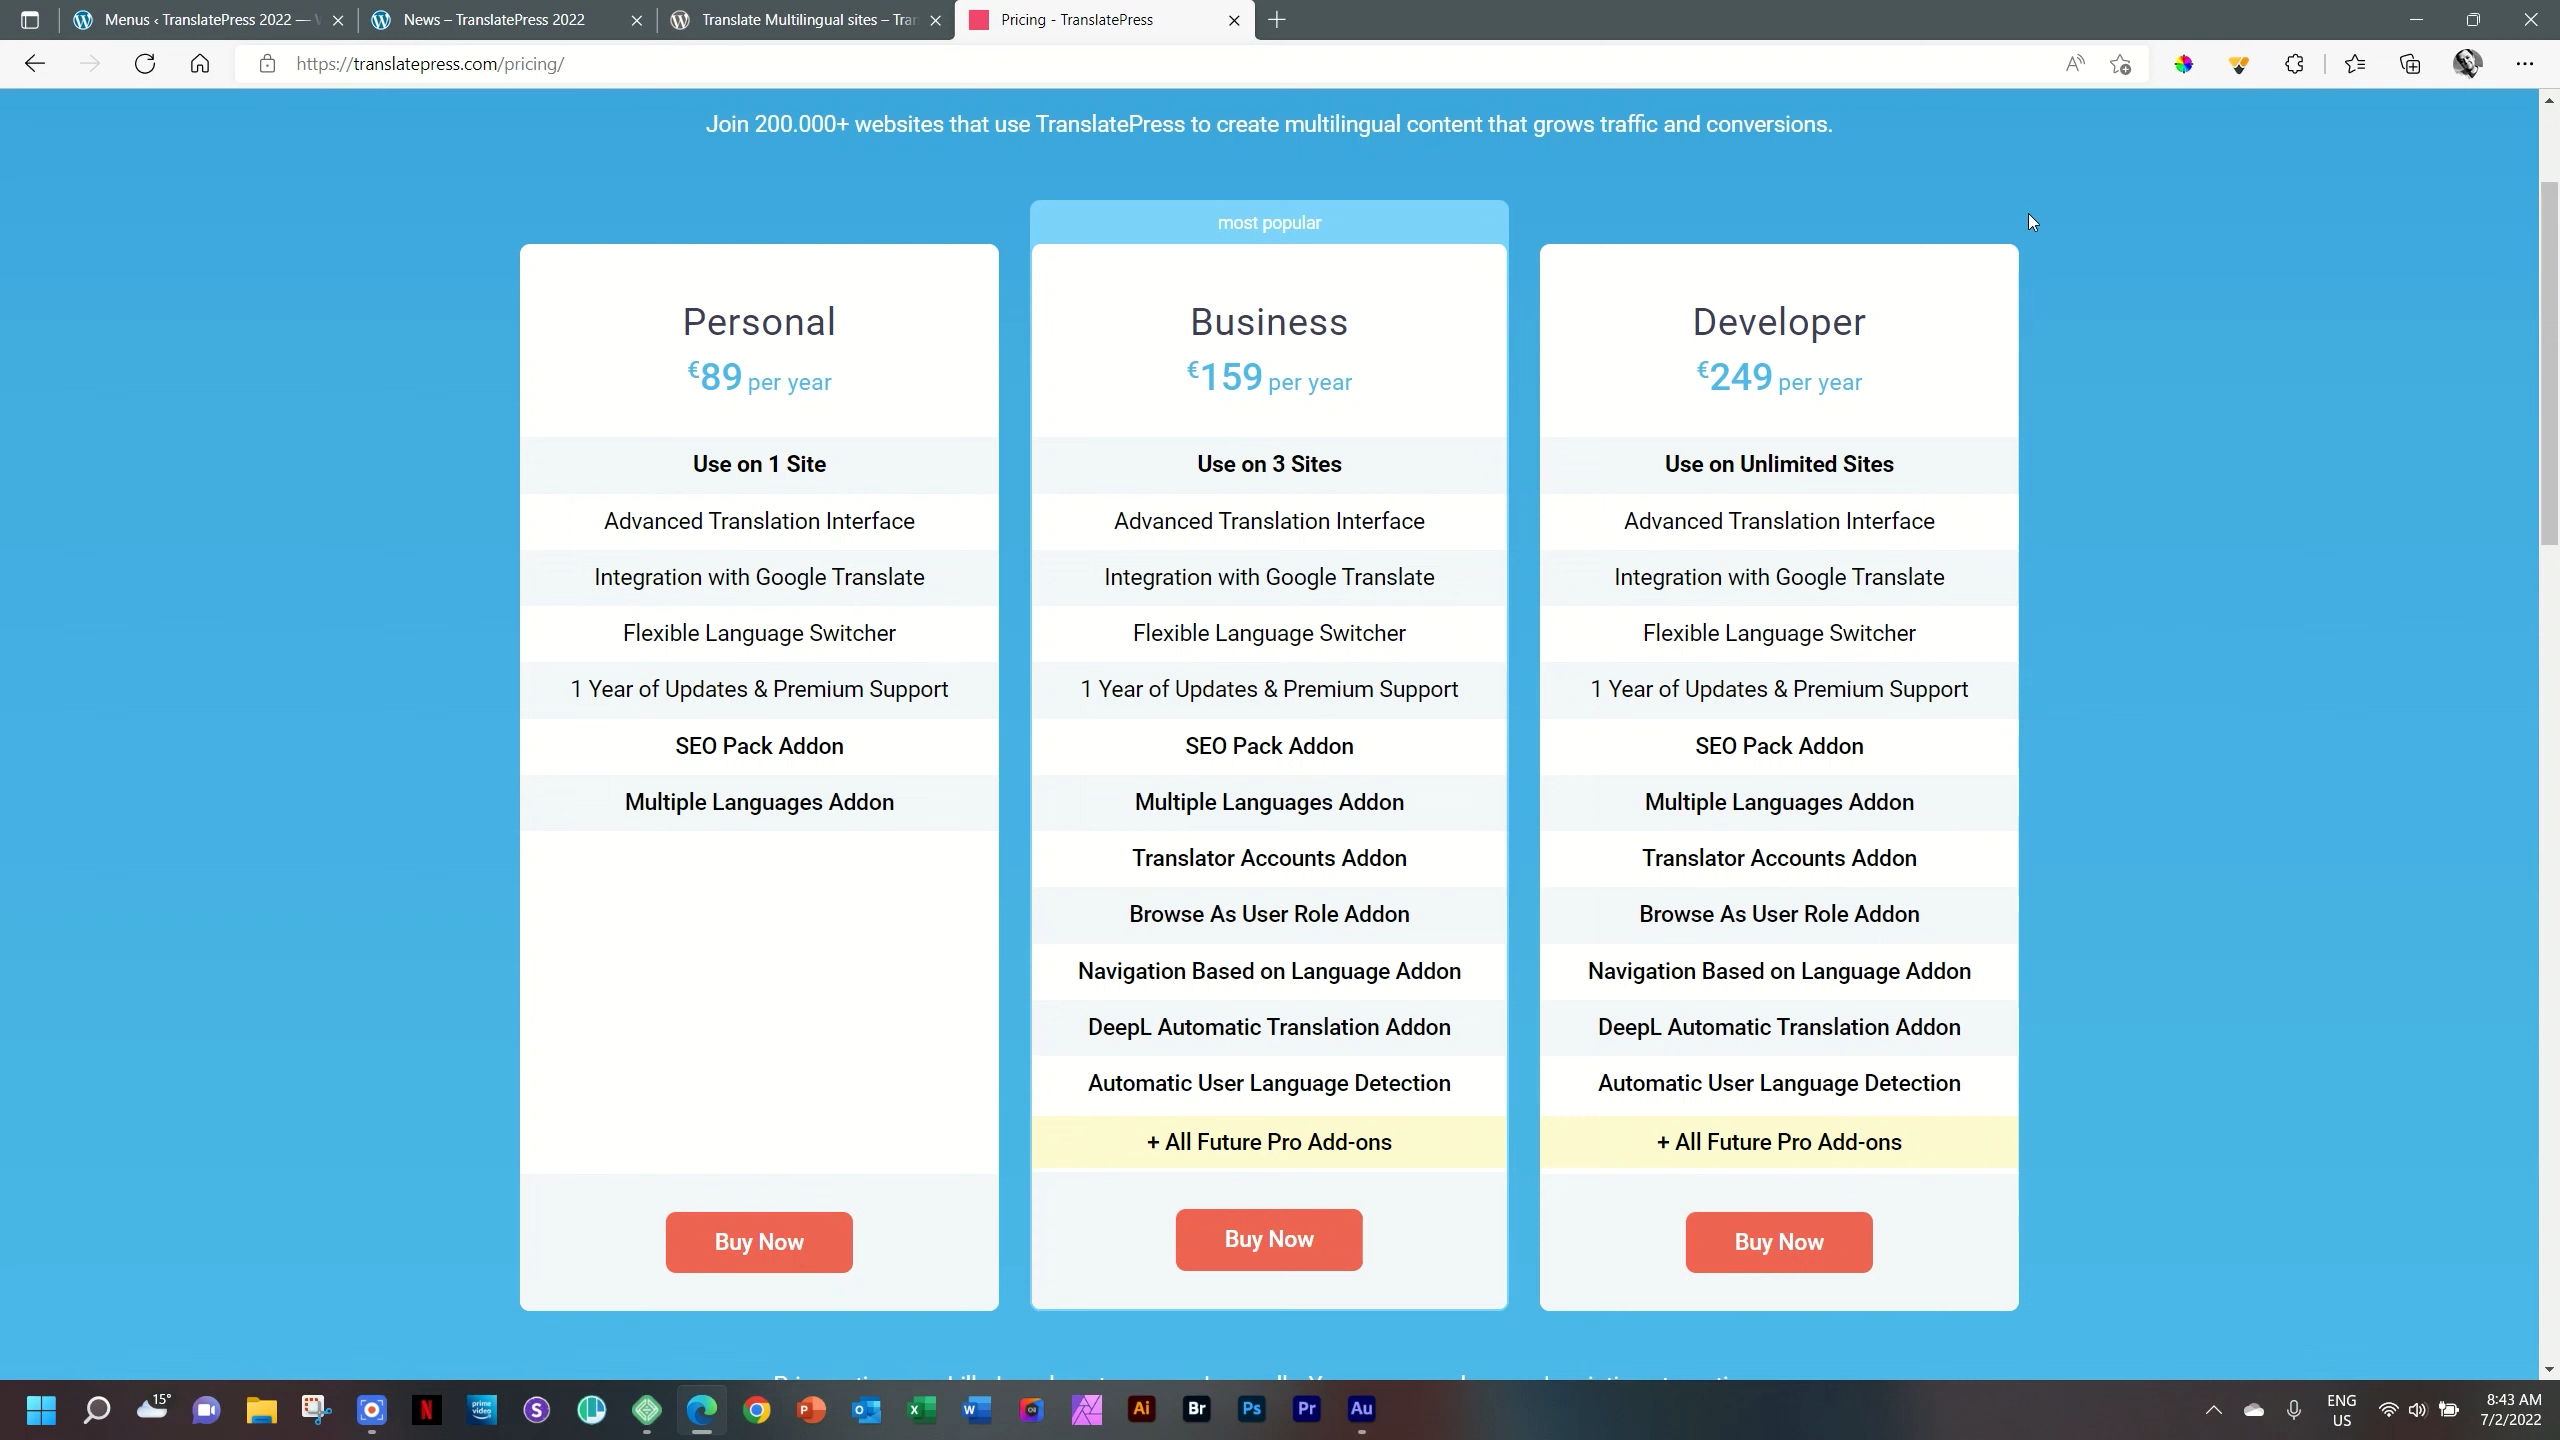 Menus ‹ TranslatePress 2022 —
News – TranslatePress 2022
Translate Multilingual sites – Tra
Pricing - TranslatePress
https://translatepress.com/pricing/
Join 200.000+ websites that use TranslatePress to create multilingual content that grows traffic and conversions.
most popular
Personal
€89 per year
Use on 1 Site
Advanced Translation Interface
Integration with Google Translate
Flexible Language Switcher
1 Year of Updates & Premium Support
SEO Pack Addon
Multiple Languages Addon
Buy Now
Business
€159 per year
Use on 3 Sites
Advanced Translation Interface
Integration with Google Translate
Flexible Language Switcher
1 Year of Updates & Premium Support
SEO Pack Addon
Multiple Languages Addon
Translator Accounts Addon
Browse As User Role Addon
Navigation Based on Language Addon
DeepL Automatic Translation Addon
Automatic User Language Detection
+ All Future Pro Add-ons
Buy Now
Developer
€249 per year
Use on Unlimited Sites
Advanced Translation Interface
Integration with Google Translate
Flexible Language Switcher
1 Year of Updates & Premium Support
SEO Pack Addon
Multiple Languages Addon
Translator Accounts Addon
Browse As User Role Addon
Navigation Based on Language Addon
DeepL Automatic Translation Addon
Automatic User Language Detection
+ All Future Pro Add-ons
Buy Now
15°
N
prime video
S
P
O
X
W
Ai
Br
Ps
Pr
Au
ENG
US
8:43 AM
7/2/2022